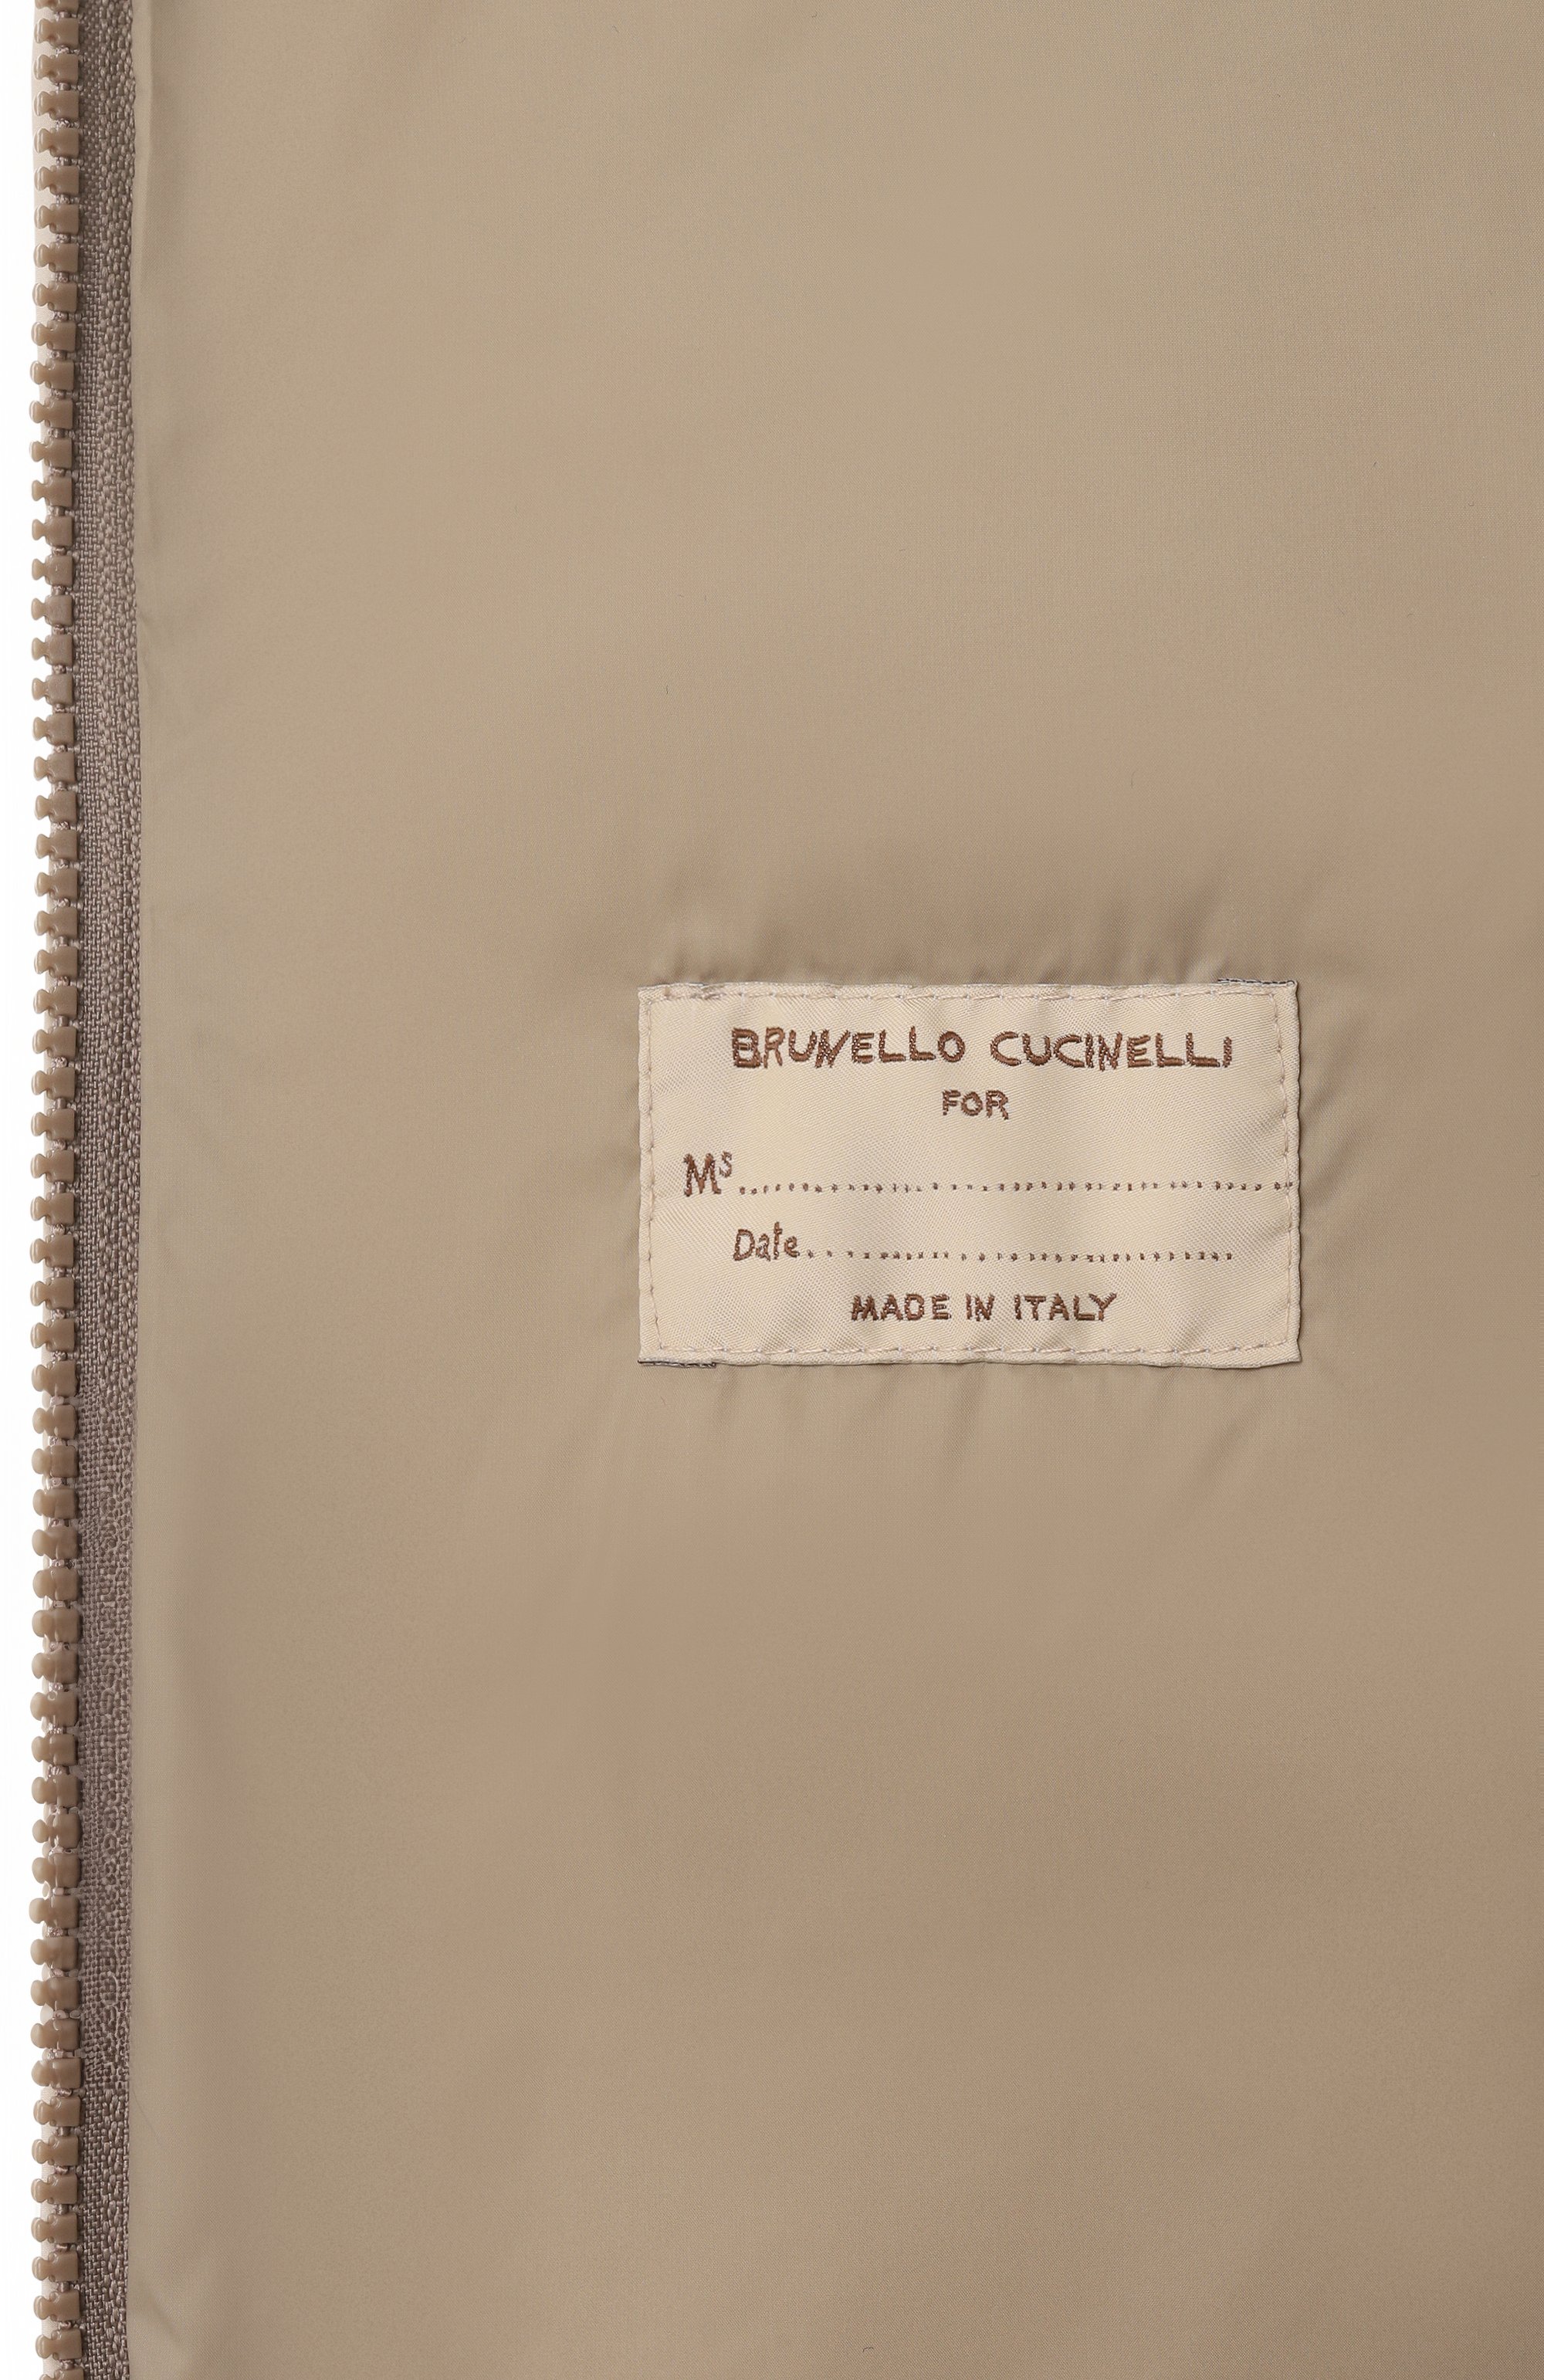 BRUNELLO CUCINELLI
FOR
Ms..............................................
Date....................................
MADE IN ITALY